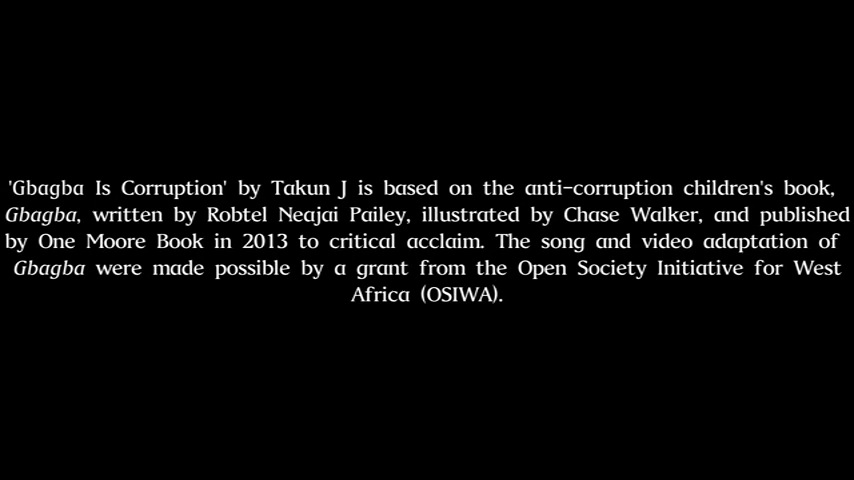 'Gbagba Is Corruption' by Takun J is based on the anti-corruption children's book,
Gbagba, written by Robtel Neajai Pailey, illustrated by Chase Walker, and published
by One Moore Book in 2013 to critical acclaim. The song and video adaptation of
Gbagba were made possible by a grant from the Open Society Initiative for West
Africa (OSIWA).